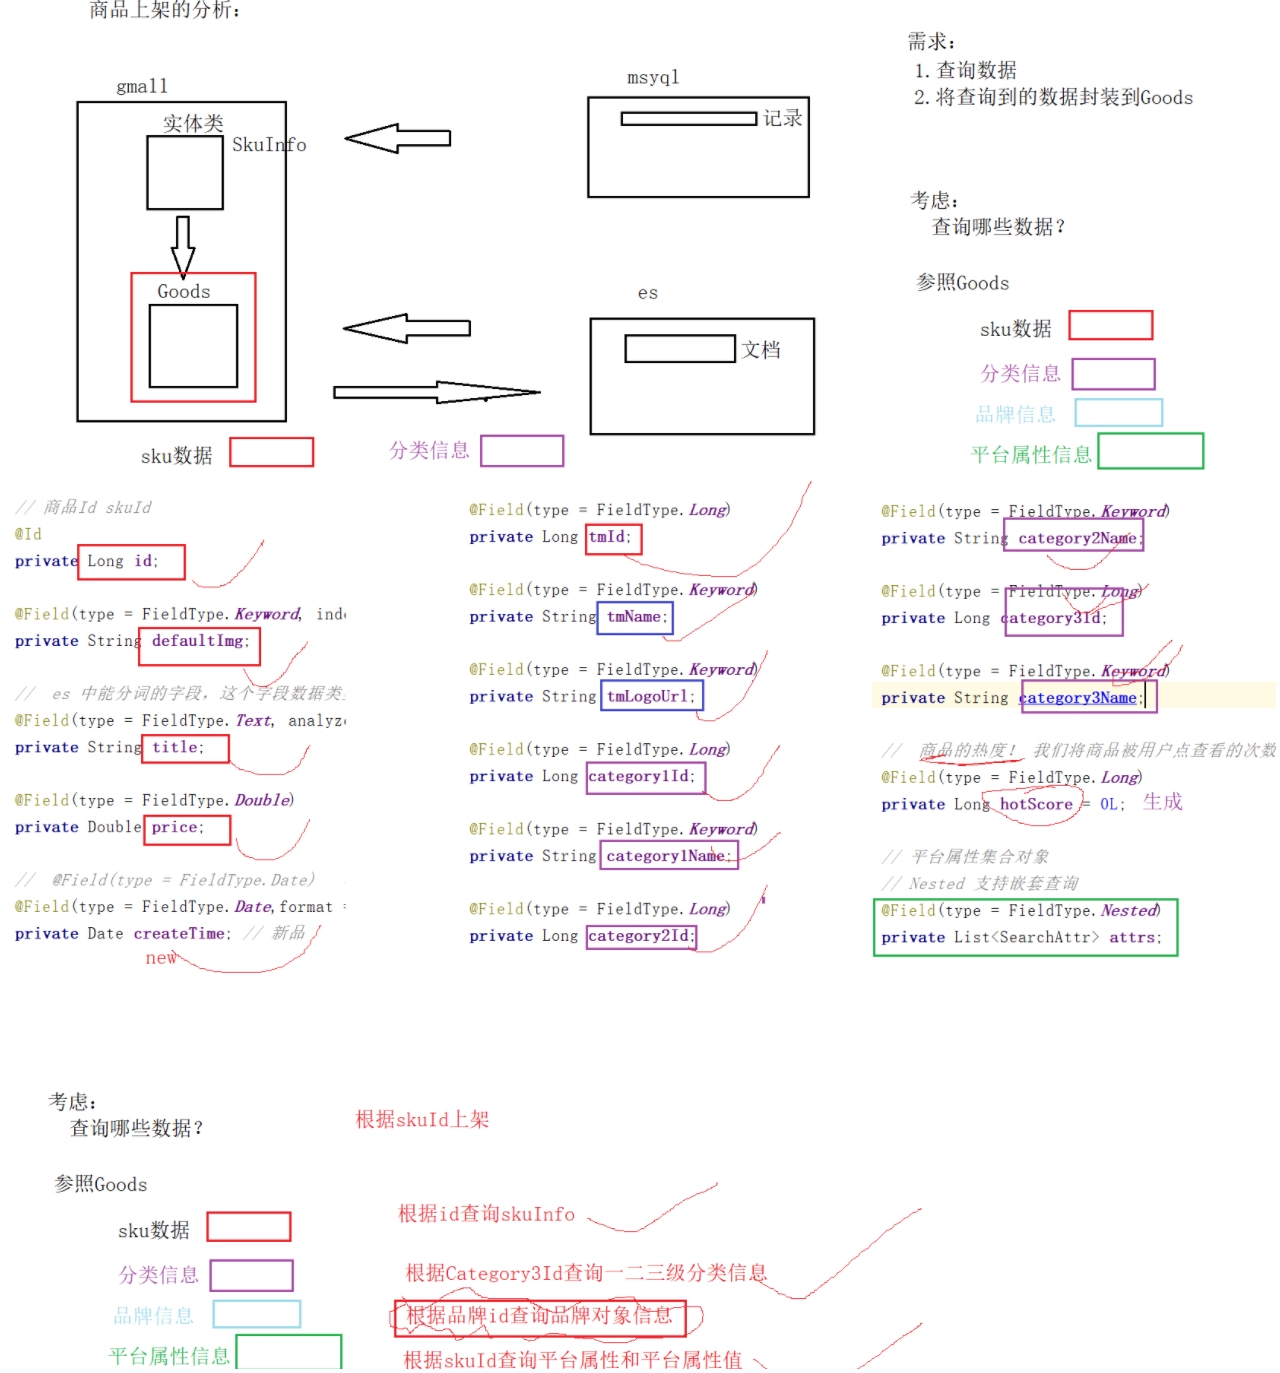 商品上架的分析：
gmall
实体类
SkuInfo
Goods
msyql
记录
es
文档
需求：
1.查询数据
2.将查询到的数据封装到Goods
考虑：
查询哪些数据？
参照Goods
sku数据
分类信息
品牌信息
平台属性信息
sku数据
分类信息
// 商品Id skuId
@Id
private Long id;
@Field(type = FieldType.Keyword, inde
private String defaultImg;
// es 中能分词的字段，这个字段数据类
@Field(type = FieldType.Text, analyze
private String title;
@Field(type = FieldType.Double)
private Double price;
// @Field(type = FieldType.Date)
@Field(type = FieldType.Date,format =
private Date createTime; // 新品
new
@Field(type = FieldType.Long)
private Long tmId;
@Field(type = FieldType.Keyword)
private String tmName;
@Field(type = FieldType.Keyword)
private String tmLogoUrl;
@Field(type = FieldType.Long)
private Long category1Id;
@Field(type = FieldType.Keyword)
private String category1Name;
@Field(type = FieldType.Long)
private Long category2Id;
@Field(type = FieldType.Keyword)
private String category2Name;
@Field(type = FieldType.Long)
private Long category3Id;
@Field(type = FieldType.Keyword)
private String category3Name;
// 商品的热度！ 我们将商品被用户点查看的次数
@Field(type = FieldType.Long)
private Long hotScore = 0L; 生成
// 平台属性集合对象
// Nested 支持嵌套查询
@Field(type = FieldType.Nested)
private List<SearchAttr> attrs;
考虑：
查询哪些数据？
参照Goods
sku数据
分类信息
品牌信息
平台属性信息
根据skuId上架
根据id查询skuInfo
根据Category3Id查询一二三级分类信息
根据品牌id查询品牌对象信息
根据skuId查询平台属性和平台属性值